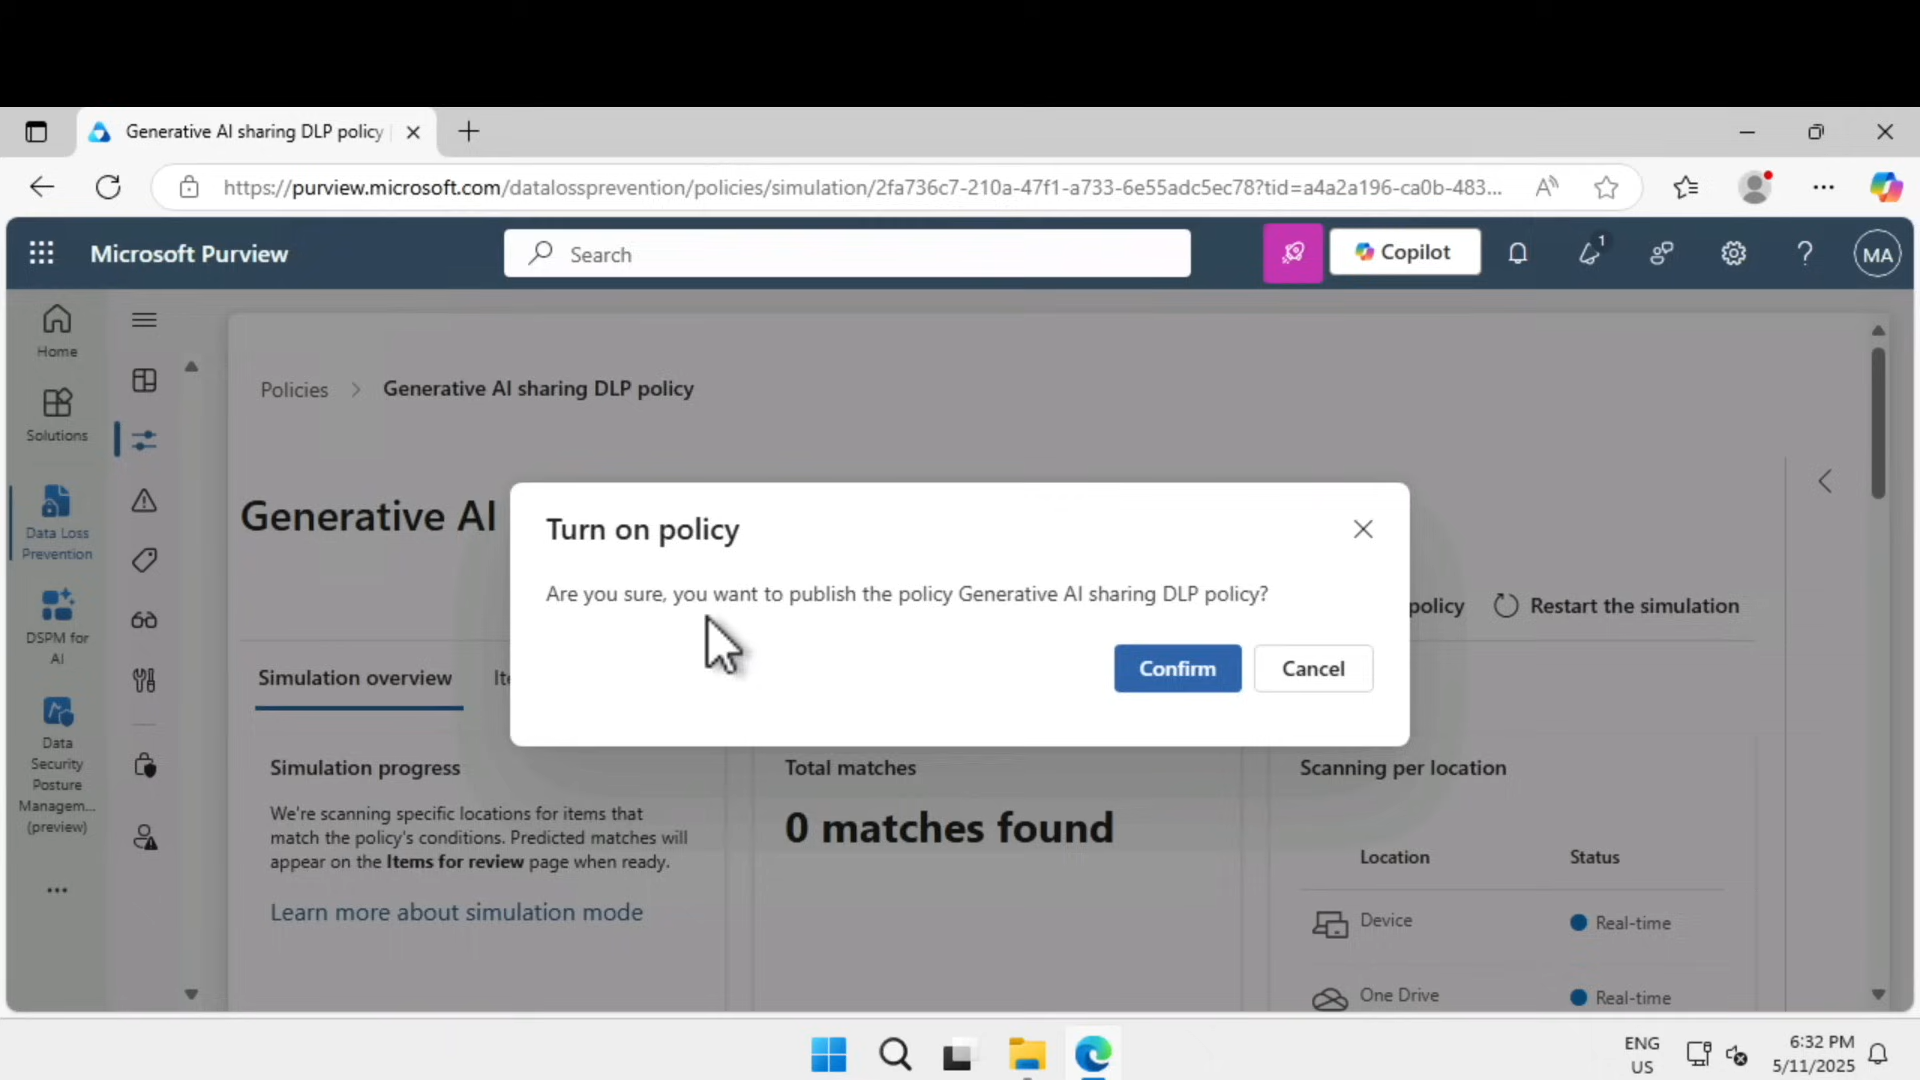 Generative AI sharing DLP policy
https://purview.microsoft.com/datalossprevention/policies/simulation/2fa736c7-210a-47f1-a733-6e55adc5ec78?tid=a4a2a196-ca0b-483...
Microsoft Purview
Search
Copilot
1
MA
Home
Solutions
Data Loss
Prevention
DSPM for
AI
Data
Security
Posture
Managem...
(preview)
Policies > Generative AI sharing DLP policy
Generative AI
policy
Restart the simulation
Turn on policy
Are you sure, you want to publish the policy Generative AI sharing DLP policy?
Confirm
Cancel
Simulation overview
Ite
Simulation progress
We're scanning specific locations for items that
match the policy's conditions. Predicted matches will
appear on the Items for review page when ready.
Learn more about simulation mode
Total matches
0 matches found
Scanning per location
Location Status
Device Real-time
One Drive Real-time
ENG
US
6:32 PM
5/11/2025